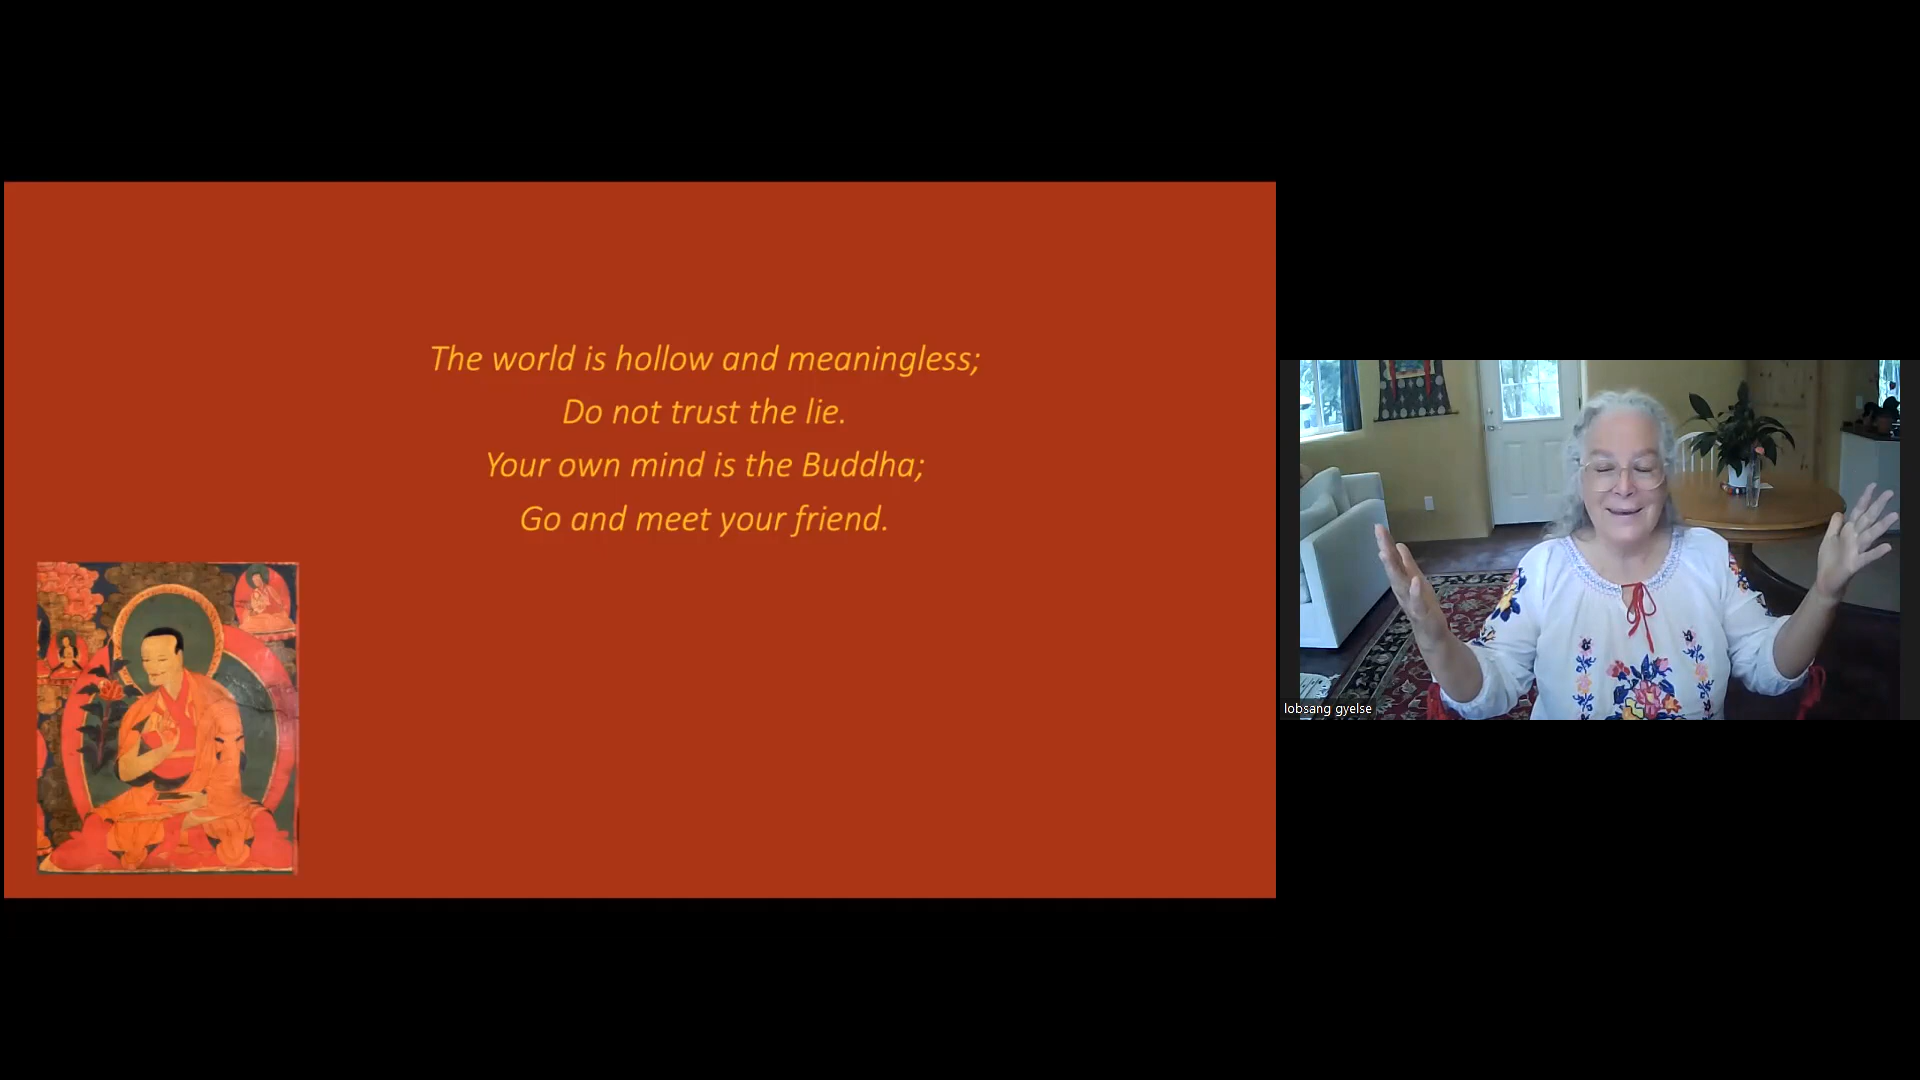 The world is hollow and meaningless;
Do not trust the lie.
Your own mind is the Buddha;
Go and meet your friend.
lobsang gyelse